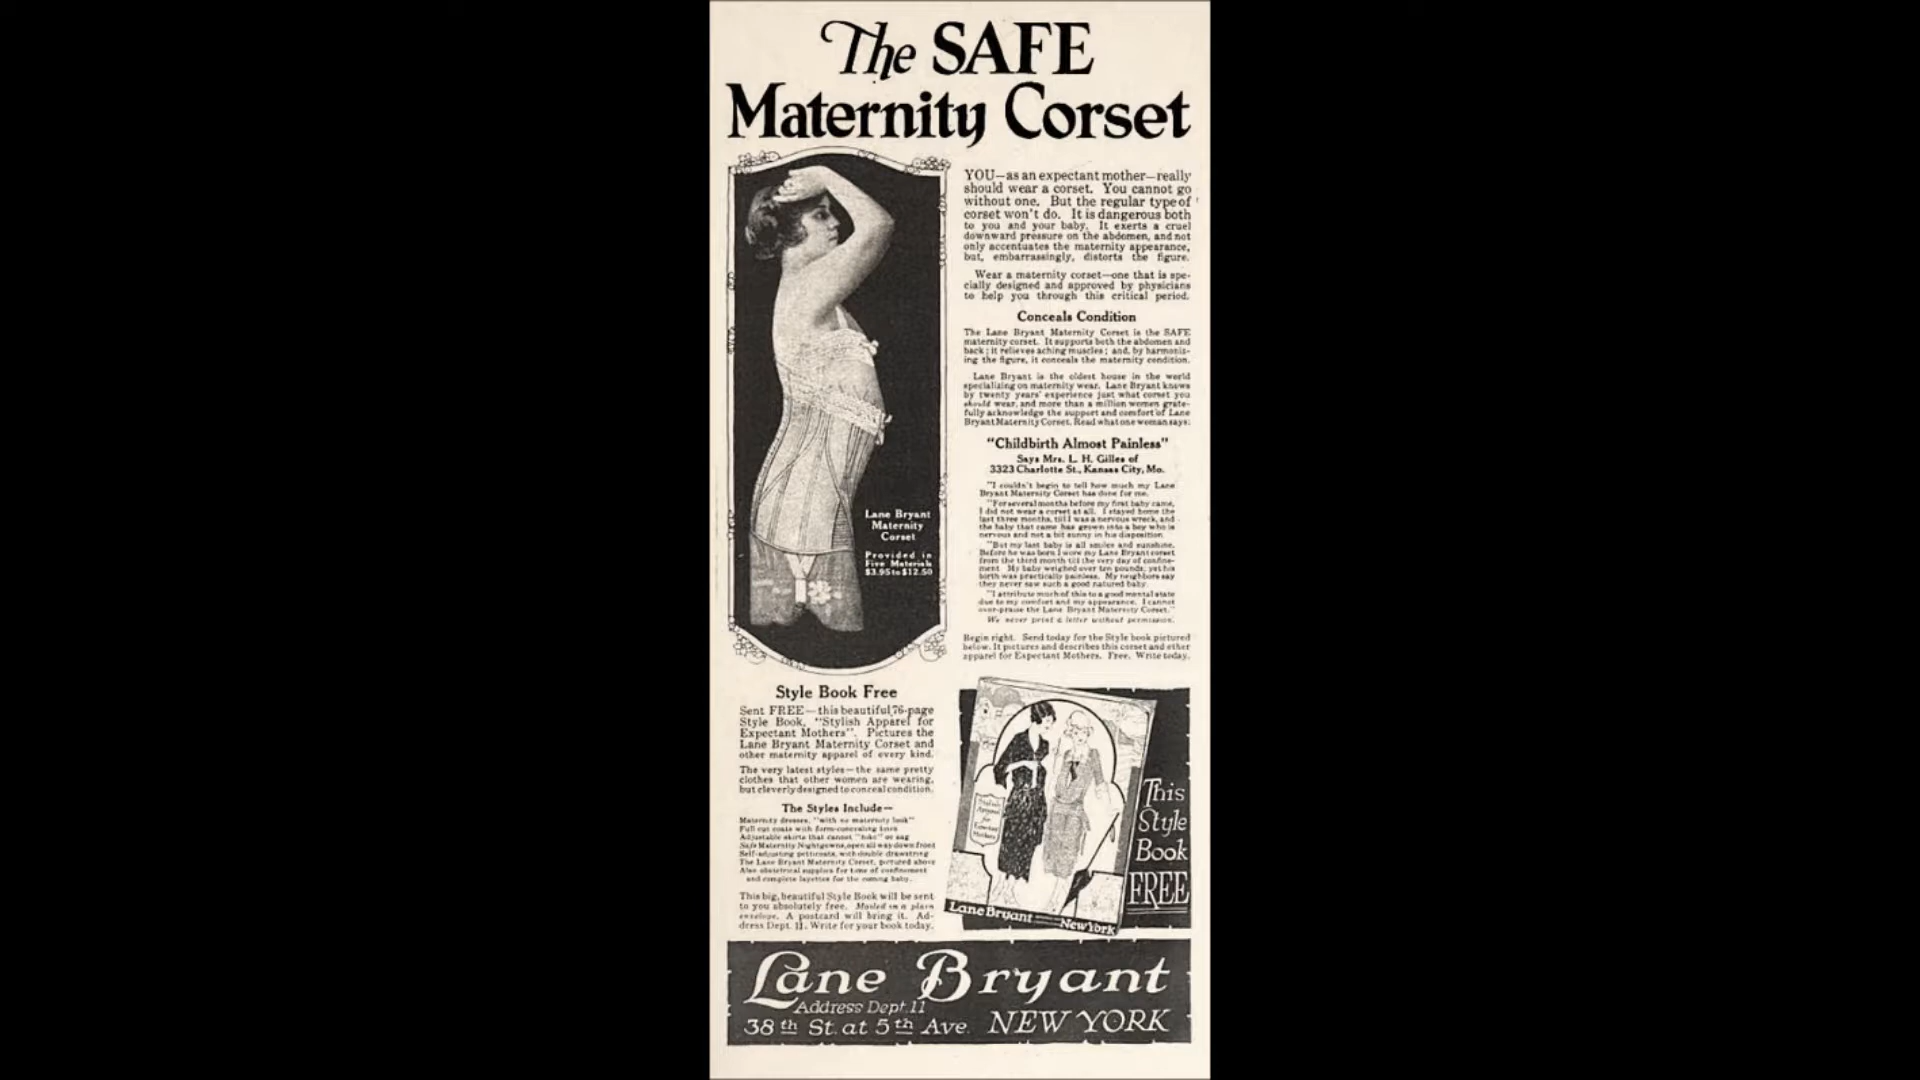 The SAFE
Maternity Corset
YOU—as an expectant mother—really
should wear a corset. You cannot go
without one. But the regular type of
corset won't do. It is dangerous both
to you and your baby. It exerts a cruel
downward pressure on the abdomen, and not
only accentuates the maternity appearance,
but, embarrassingly, distorts the figure.
Wear a maternity corset—one that is spe-
cially designed and approved by physicians
to help you through this critical period.
Conceals Condition
The Lane Bryant Maternity Corset is the SAFE
maternity corset. It supports both the abdomen and
back; it relieves aching muscles; and, by harmoniz-
ing the figure, it conceals the maternity condition.
Lane Bryant is the oldest house in the world
specializing on maternity wear. Lane Bryant knows
by twenty years' experience just what corset you
should wear, and more than a million women grate-
fully acknowledge the support and comfort of Lane
Bryant Maternity Corset. Read what one woman says:
"Childbirth Almost Painless"
Says Mrs. L. H. Gilles of
3323 Charlotte St., Kansas City, Mo.
"I couldn't begin to tell how much my Lane
Bryant Maternity Corset has done for me.
"For several months before my first baby came,
I did not wear a corset at all. I stayed home the
last three months, till I was a nervous wreck, and
the baby that came has grown into a boy who is
nervous and not a bit sunny in his disposition.
"But my last baby is all smiles and sunshine.
Before he was born I wore my Lane Bryant corset
from the third month till the very day of confine-
ment. My baby weighed over ten pounds; yet his
birth was practically painless. My neighbors say
they never saw such a good natured baby.
"I attribute much of this to a good mental state
due to my comfort and my appearance. I cannot
over-praise the Lane Bryant Maternity Corset."
We never print a letter without permission.
Begin right. Send today for the Style book pictured
below. It pictures and describes this corset and other
apparel for Expectant Mothers. Free. Write today.
Lane Bryant
Maternity
Corset
Provided in
Five Materials
$3.95 to $12.50
Style Book Free
Sent FREE—this beautiful 76-page
Style Book, "Stylish Apparel for
Expectant Mothers". Pictures the
Lane Bryant Maternity Corset and
other maternity apparel of every kind.
The very latest styles—the same pretty
clothes that other women are wearing,
but cleverly designed to conceal condition.
The Styles Include—
Maternity dresses, "with no maternity look"
Full cut coats with form-concealing lines
Adjustable skirts that cannot "hike" or sag
Safe Maternity Nightgowns, open all way down front
Self-adjusting petticoats, with double drawstring
The Lane Bryant Maternity Corset, pictured above
Also obstetrical supplies for time of confinement
and complete layettes for the coming baby.
This big, beautiful Style Book will be sent
to you absolutely free. Mailed in a plain
envelope. A postcard will bring it. Ad-
dress Dept. 11. Write for your book today.
Stylish
Apparel
for
Expectant
Mothers
Lane Bryant New York
This
Style
Book
FREE
Lane Bryant
Address Dept. 11
38th St. at 5th Ave. NEW YORK